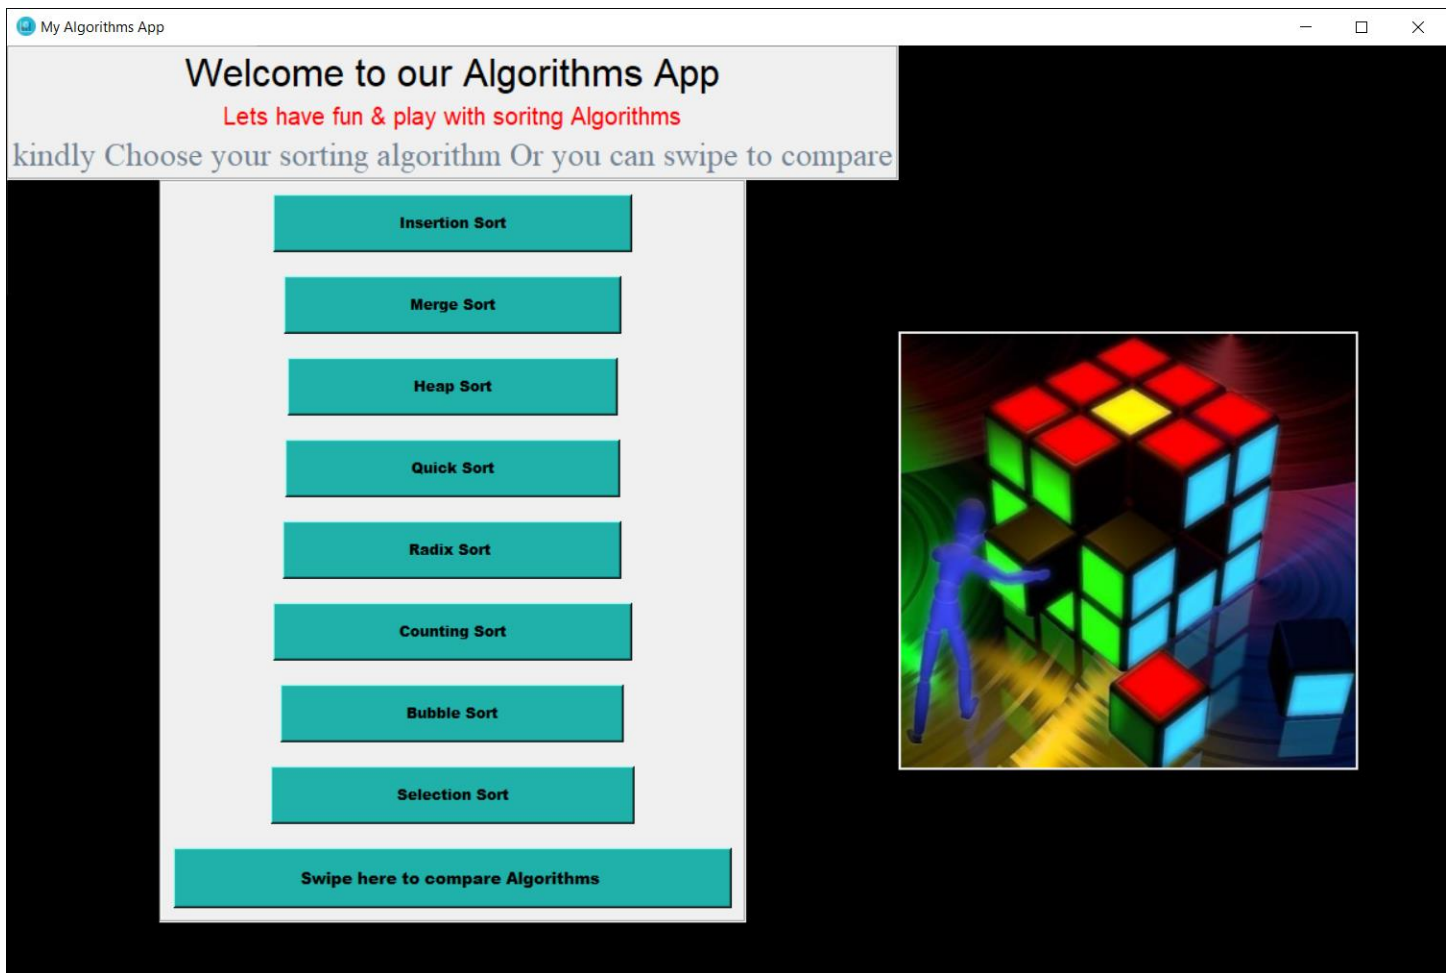 My Algorithms App
Welcome to our Algorithms App
Lets have fun & play with soritng Algorithms
kindly Choose your sorting algorithm Or you can swipe to compare
Insertion Sort
Merge Sort
Heap Sort
Quick Sort
Radix Sort
Counting Sort
Bubble Sort
Selection Sort
Swipe here to compare Algorithms